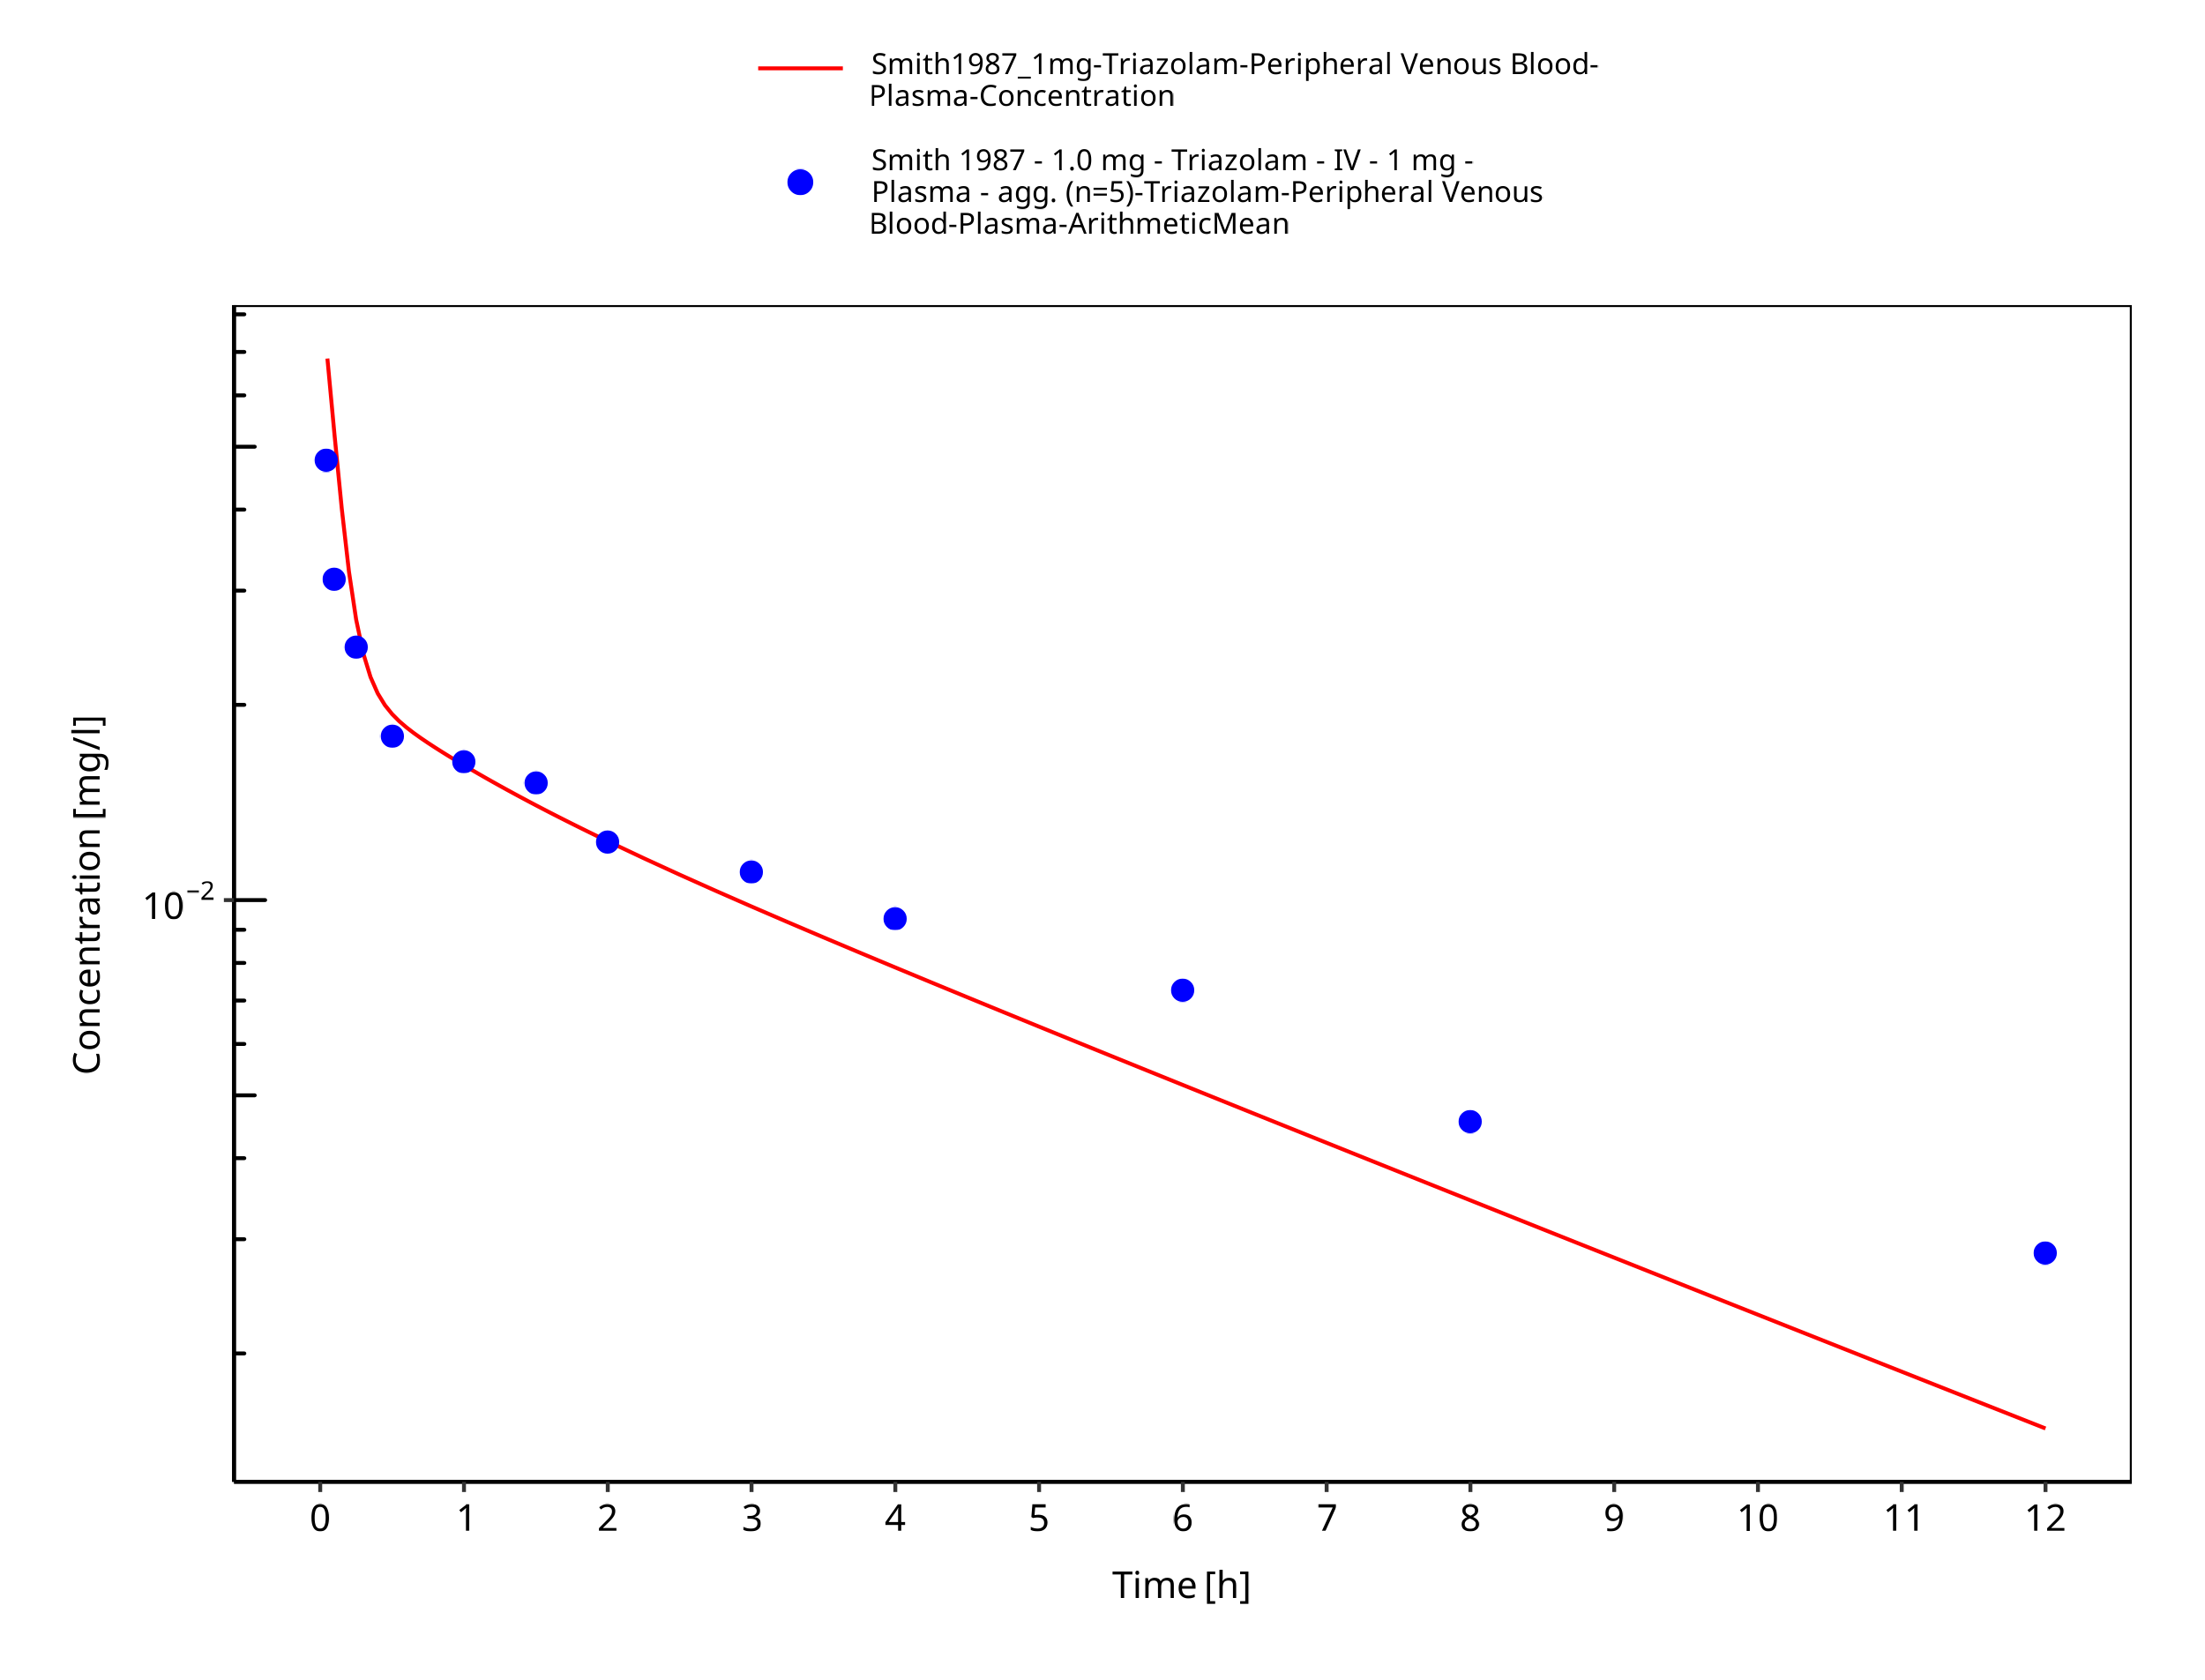 Smith1987_1mg-Triazolam-Peripheral Venous Blood-
Plasma-Concentration
Smith 1987 - 1.0 mg - Triazolam - IV - 1 mg -
Plasma - agg. (n=5)-Triazolam-Peripheral Venous
Blood-Plasma-ArithmeticMean
Concentration [mg/l]
10⁻²
0 1 2 3 4 5 6 7 8 9 10 11 12
Time [h]